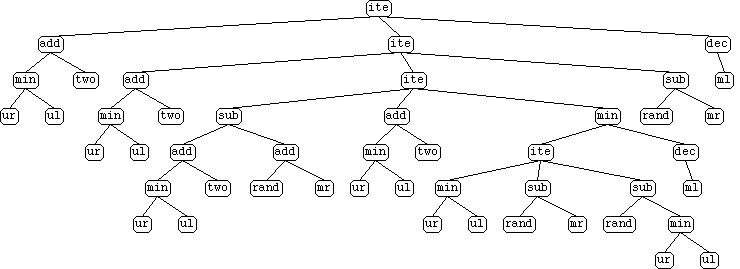 ite
add ite dec
min two add ite sub ml
ur ul min two sub add min rand mr
ur ul add add min two ite dec
min two rand mr ur ul min sub sub ml
ur ul ur ul rand mr rand min
ur ul